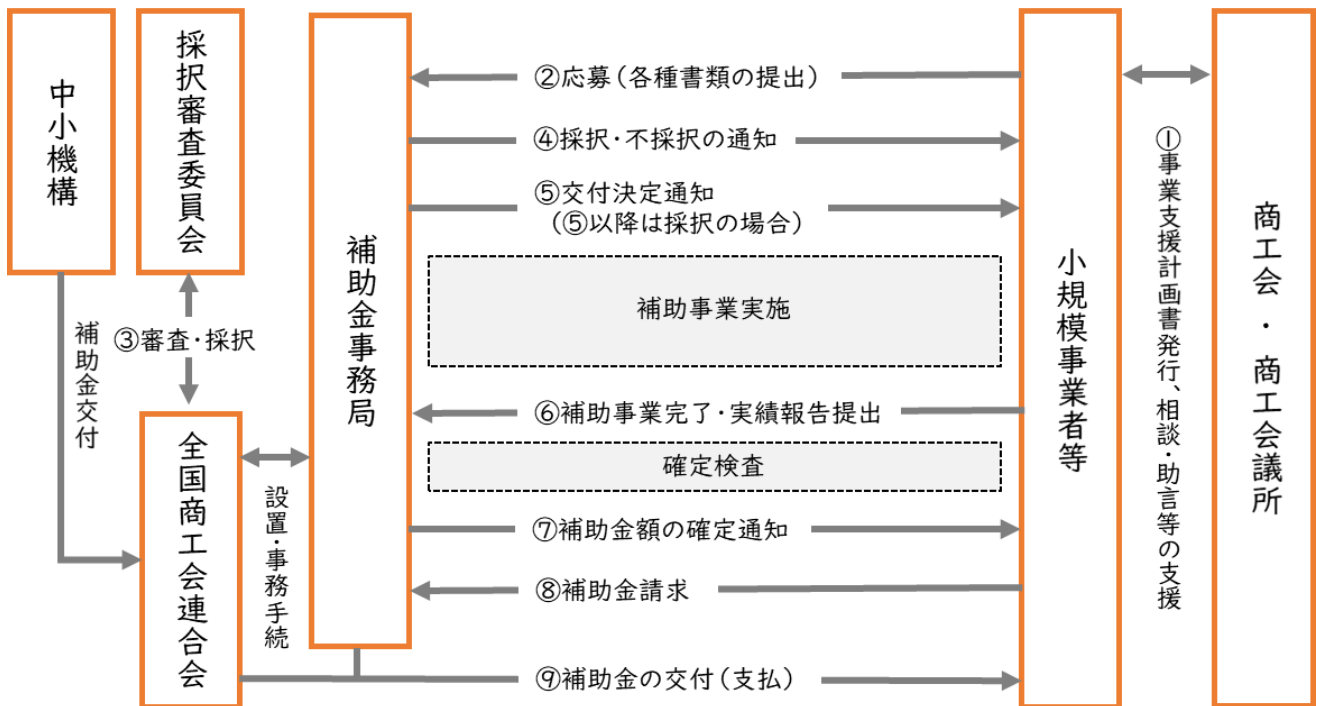 中小機構
採択審査委員会
補助金事務局
小規模事業者等
商工会・商工会議所
全国商工会連合会
①事業支援計画書発行、相談・助言等の支援
②応募(各種書類の提出)
③審査・採択
④採択・不採択の通知
⑤交付決定通知
(⑤以降は採択の場合)
補助事業実施
補助金交付
⑥補助事業完了・実績報告提出
確定検査
設置・事務手続
⑦補助金額の確定通知
⑧補助金請求
⑨補助金の交付(支払)